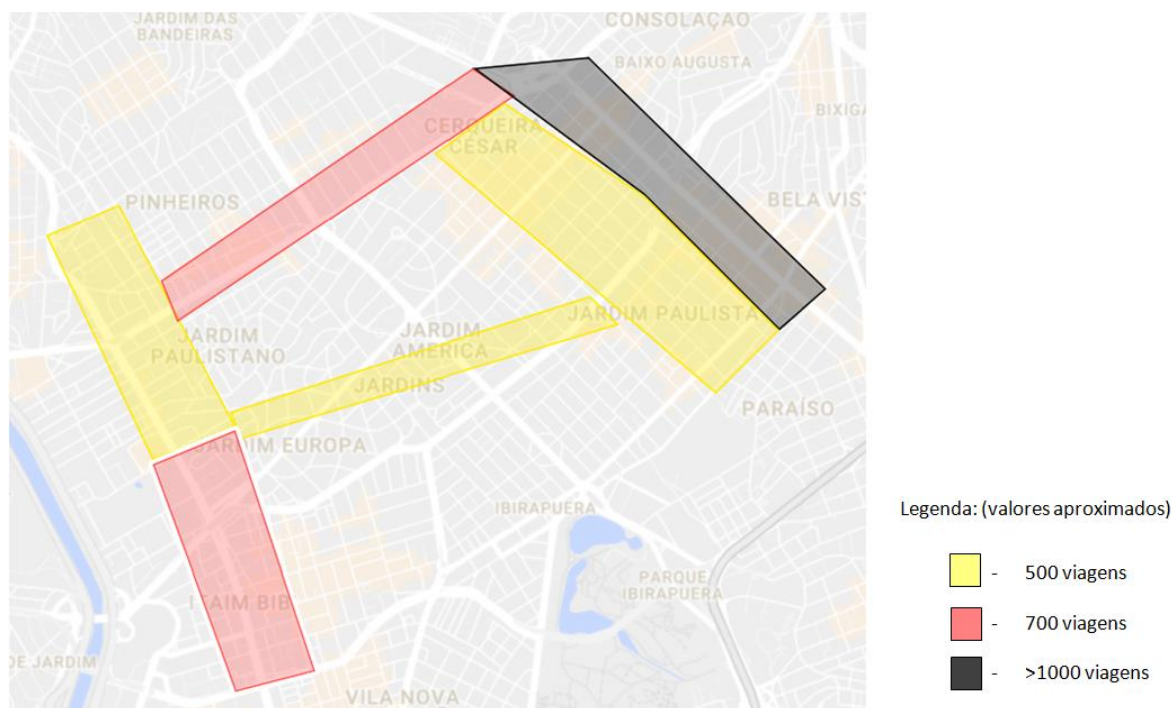 JARDIM DAS
BANDEIRAS
CONSOLAÇÃO
BAIXO AUGUSTA
BIXIGA
CERQUEIRA
CÉSAR
PINHEIROS
BELA VIST
JARDIM PAULISTA
JARDIM
PAULISTANO
JARDIM
AMÉRICA
JARDINS
PARAÍSO
JARDIM EUROPA
IBIRAPUERA
PARQUE
IBIRAPUERA
ITAIM BIBI
DE JARDIM
VILA NOVA
Legenda: (valores aproximados)
- 500 viagens
- 700 viagens
- >1000 viagens